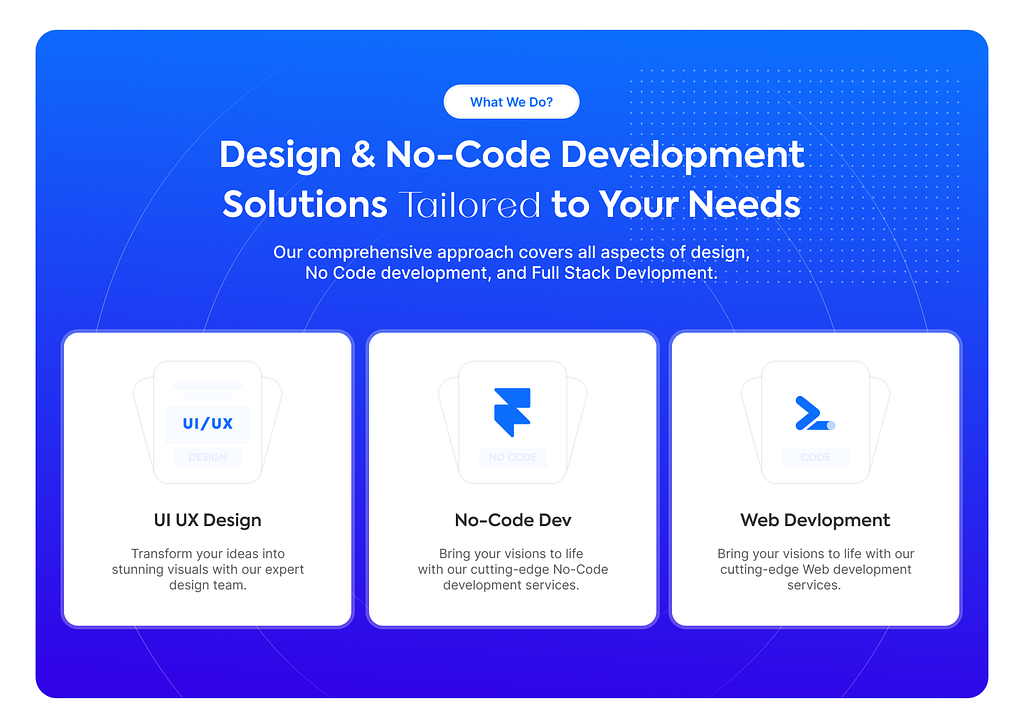 What We Do?
Design & No-Code Development
Solutions Tailored to Your Needs
Our comprehensive approach covers all aspects of design,
No Code development, and Full Stack Devlopment.
UI/UX
DESIGN
UI UX Design
Transform your ideas into
stunning visuals with our expert
design team.
NO CODE
No-Code Dev
Bring your visions to life
with our cutting-edge No-Code
development services.
CODE
Web Devlopment
Bring your visions to life with our
cutting-edge Web development
services.